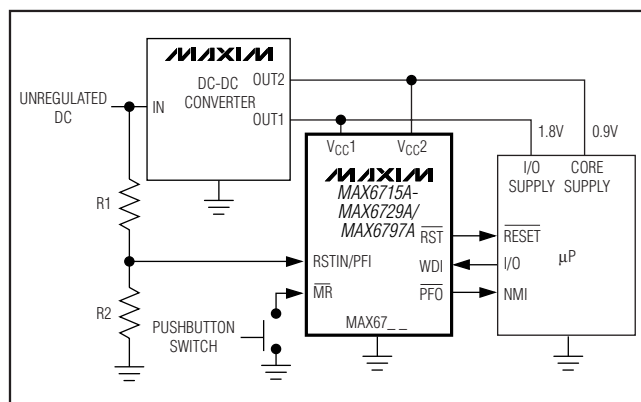 MAXIM
DC-DC
CONVERTER
OUT2
UNREGULATED
DC
IN
OUT1
1.8V
0.9V
VCC1
VCC2
MAXIM
MAX6715A-
MAX6729A/
MAX6797A
I/O
SUPPLY
CORE
SUPPLY
R1
RST
RESET
RSTIN/PFI
WDI
I/O
µP
MR
PFO
NMI
R2
PUSHBUTTON
SWITCH
MAX67_ _